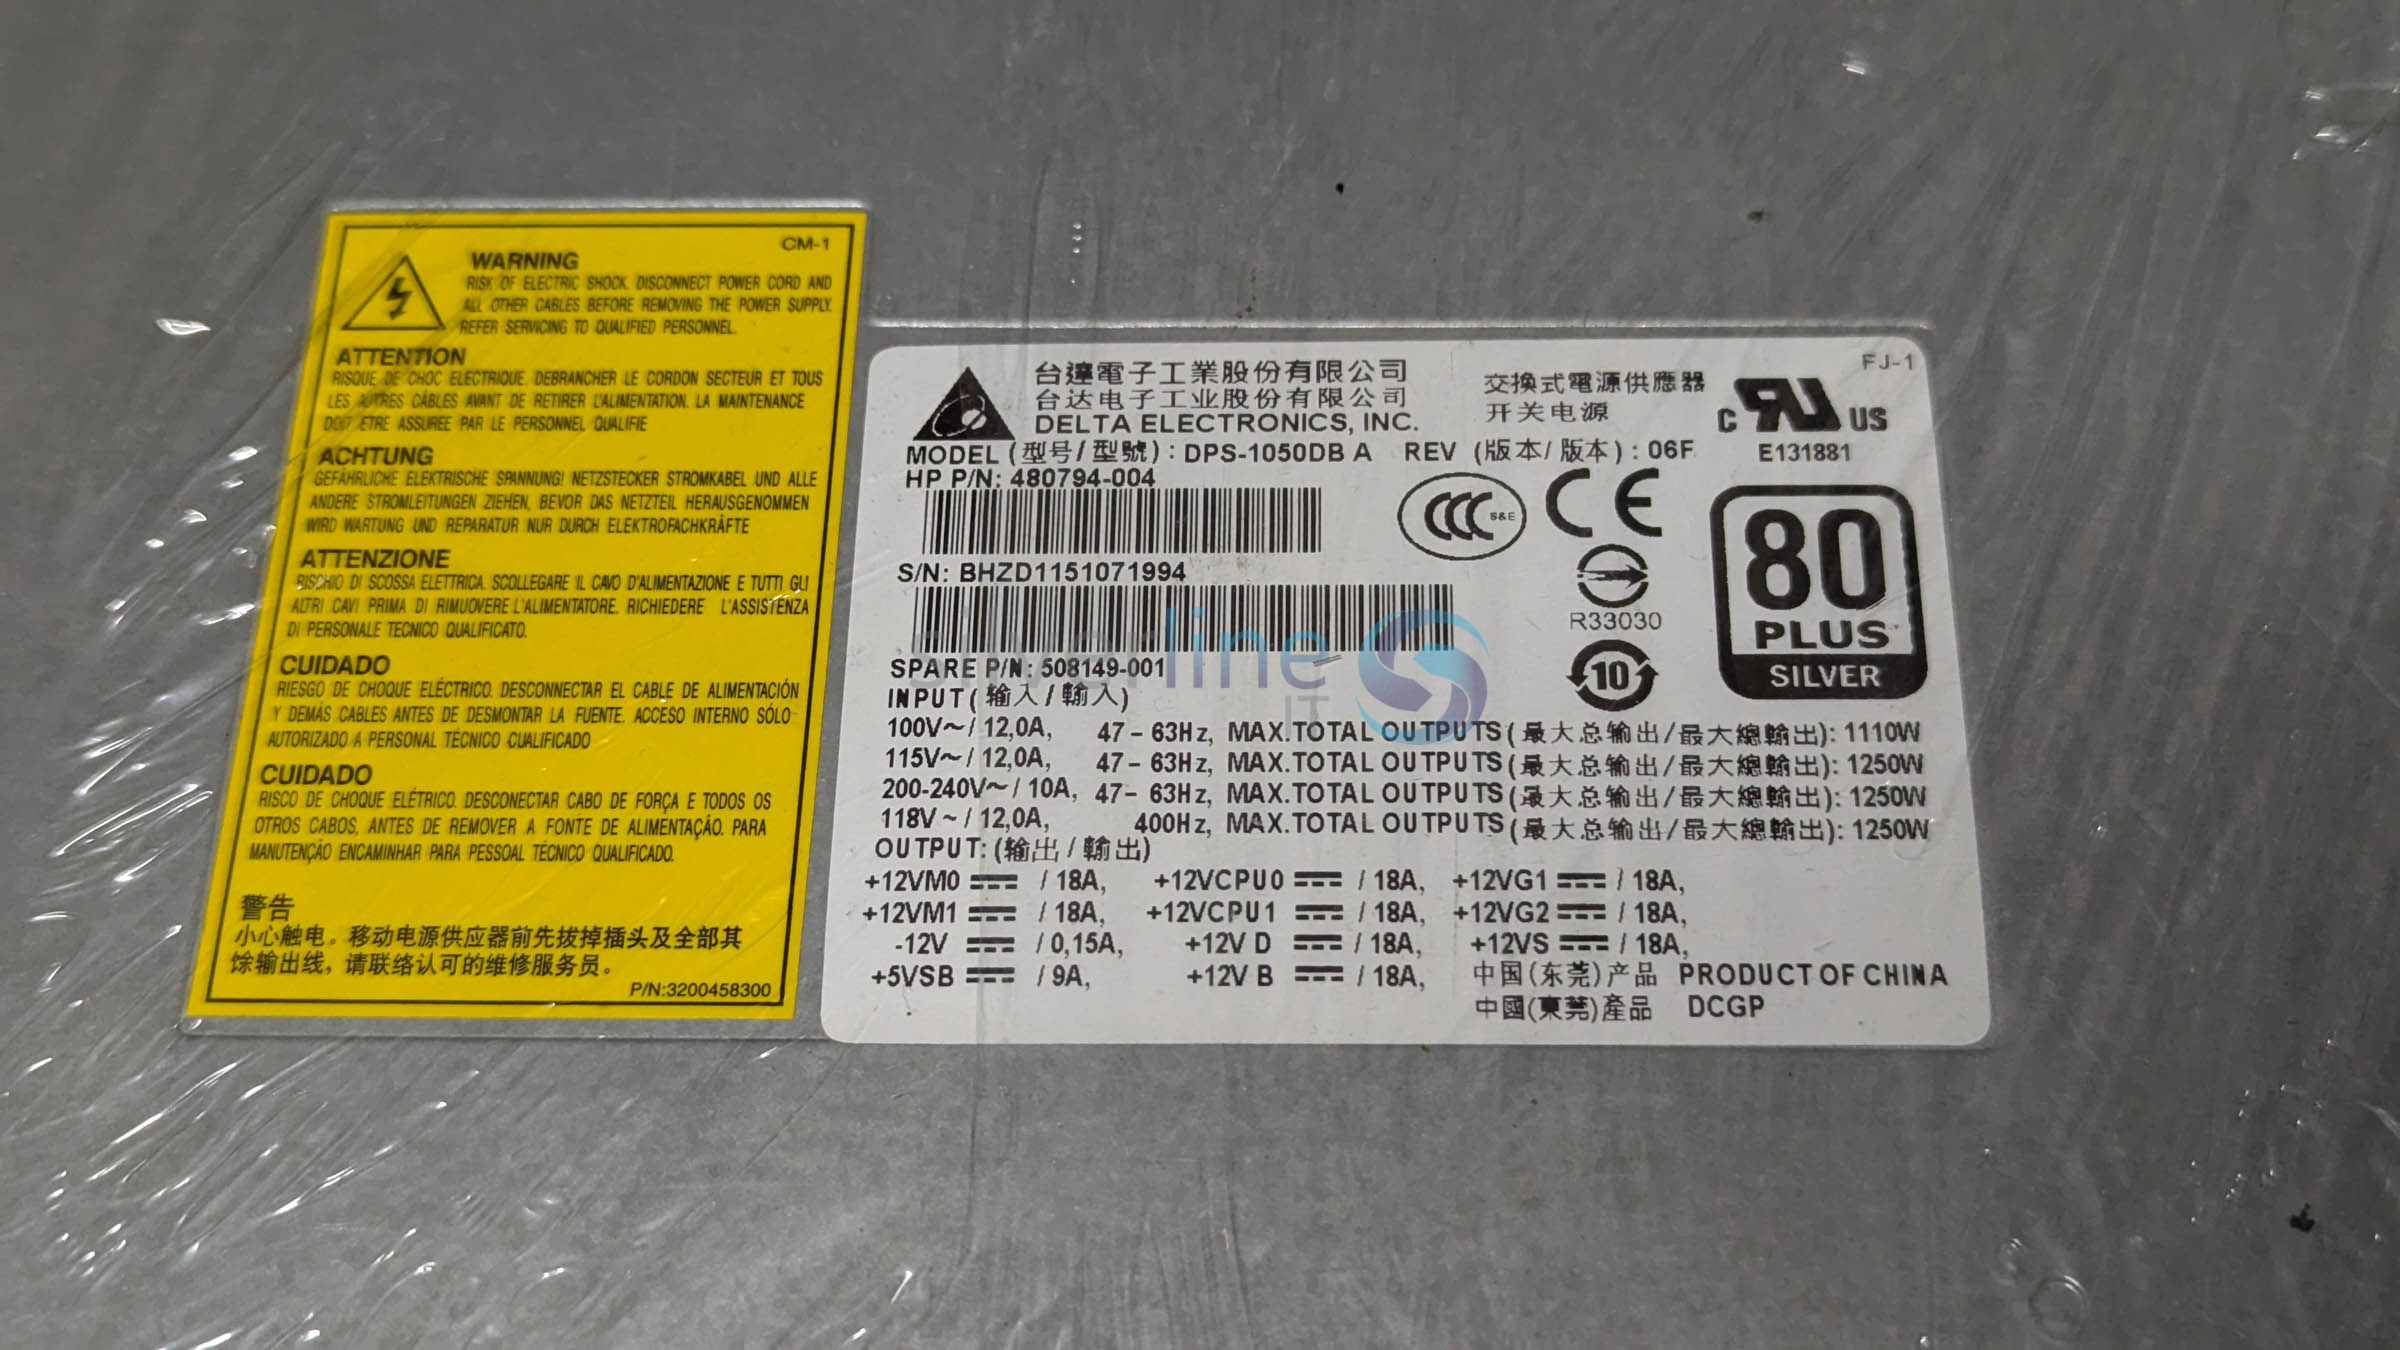 CM-1
WARNING
RISK OF ELECTRIC SHOCK. DISCONNECT POWER CORD AND
ALL OTHER CABLES BEFORE REMOVING THE POWER SUPPLY.
REFER SERVICING TO QUALIFIED PERSONNEL.
ATTENTION
RISQUE DE CHOC ELECTRIQUE. DEBRANCHER LE CORDON SECTEUR ET TOUS
LES AUTRES CÂBLES AVANT DE RETIRER L'ALIMENTATION. LA MAINTENANCE
DOIT ETRE ASSUREE PAR LE PERSONNEL QUALIFIE
ACHTUNG
GEFÄHRLICHE ELEKTRISCHE SPANNUNG! NETZSTECKER STROMKABEL UND ALLE
ANDERE STROMLEITUNGEN ZIEHEN, BEVOR DAS NETZTEIL HERAUSGENOMMEN
WIRD WARTUNG UND REPARATUR NUR DURCH ELEKTROFACHKRÄFTE
ATTENZIONE
RISCHIO DI SCOSSA ELETTRICA. SCOLLEGARE IL CAVO D'ALIMENTAZIONE E TUTTI GLI
ALTRI CAVI PRIMA DI RIMUOVERE L'ALIMENTATORE. RICHIEDERE L'ASSISTENZA
DI PERSONALE TECNICO QUALIFICATO.
CUIDADO
RIESGO DE CHOQUE ELÉCTRICO. DESCONNECTAR EL CABLE DE ALIMENTACIÓN
Y DEMÁS CABLES ANTES DE DESMONTAR LA FUENTE. ACCESO INTERNO SÓLO
AUTORIZADO A PERSONAL TÉCNICO CUALIFICADO
CUIDADO
RISCO DE CHOQUE ELÉTRICO. DESCONECTAR CABO DE FORÇA E TODOS OS
OTROS CABOS, ANTES DE REMOVER A FONTE DE ALIMENTAÇÃO. PARA
MANUTENÇÃO ENCAMINHAR PARA PESSOAL TÉCNICO QUALIFICADO.
警告
小心触电。移动电源供应器前先拔掉插头及全部其
馀输出线，请联络认可的维修服务员。
P/N:3200458300
FJ-1
台達電子工業股份有限公司
台达电子工业股份有限公司
DELTA ELECTRONICS, INC.
交換式電源供應器
开关电源
C US
E131881
MODEL (型号/型號): DPS-1050DB A REV (版本/版本): 06F
HP P/N: 480794-004
CCC S&E
CE
80
PLUS
SILVER
R33030
10
S/N: BHZD1151071994
silverline
IT
SPARE P/N: 508149-001
INPUT (输入/輸入)
100V~/ 12,0A, 47 – 63Hz, MAX.TOTAL OUTPUTS (最大总输出/最大總輸出): 1110W
115V~/ 12,0A, 47 – 63Hz, MAX.TOTAL OUTPUTS (最大总输出/最大總輸出): 1250W
200-240V~/ 10A, 47– 63Hz, MAX.TOTAL OUTPUTS (最大总输出/最大總輸出): 1250W
118V~/ 12,0A, 400Hz, MAX.TOTAL OUTPUTS (最大总输出/最大總輸出): 1250W
OUTPUT: (输出/輸出)
+12VM0 / 18A, +12VCPU0 / 18A, +12VG1 / 18A,
+12VM1 / 18A, +12VCPU1 / 18A, +12VG2 / 18A,
-12V / 0,15A, +12V D / 18A, +12VS / 18A,
+5VSB / 9A, +12V B / 18A,
中国(东莞)产品 PRODUCT OF CHINA
中國(東莞)產品 DCGP